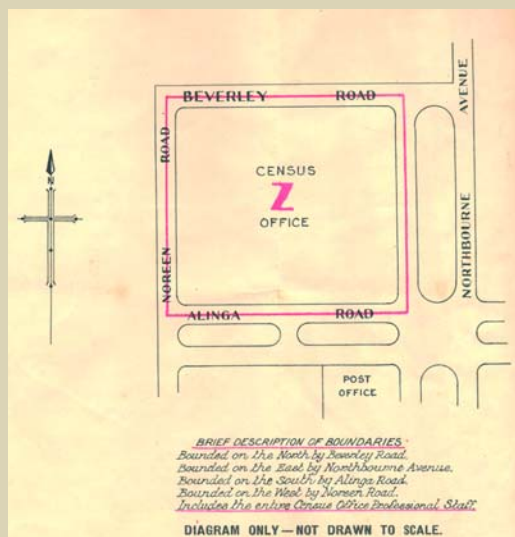 BEVERLEY ROAD
AVENUE
ROAD
CENSUS
Z
OFFICE
N
NORTHBOURNE
NOREEN
ALINGA ROAD
POST
OFFICE
BRIEF DESCRIPTION OF BOUNDARIES
Bounded on the North by Beverley Road.
Bounded on the East by Northbourne Avenue.
Bounded on the South by Alinga Road.
Bounded on the West by Noreen Road.
Includes the entire Census Office Professional Staff
DIAGRAM ONLY—NOT DRAWN TO SCALE.